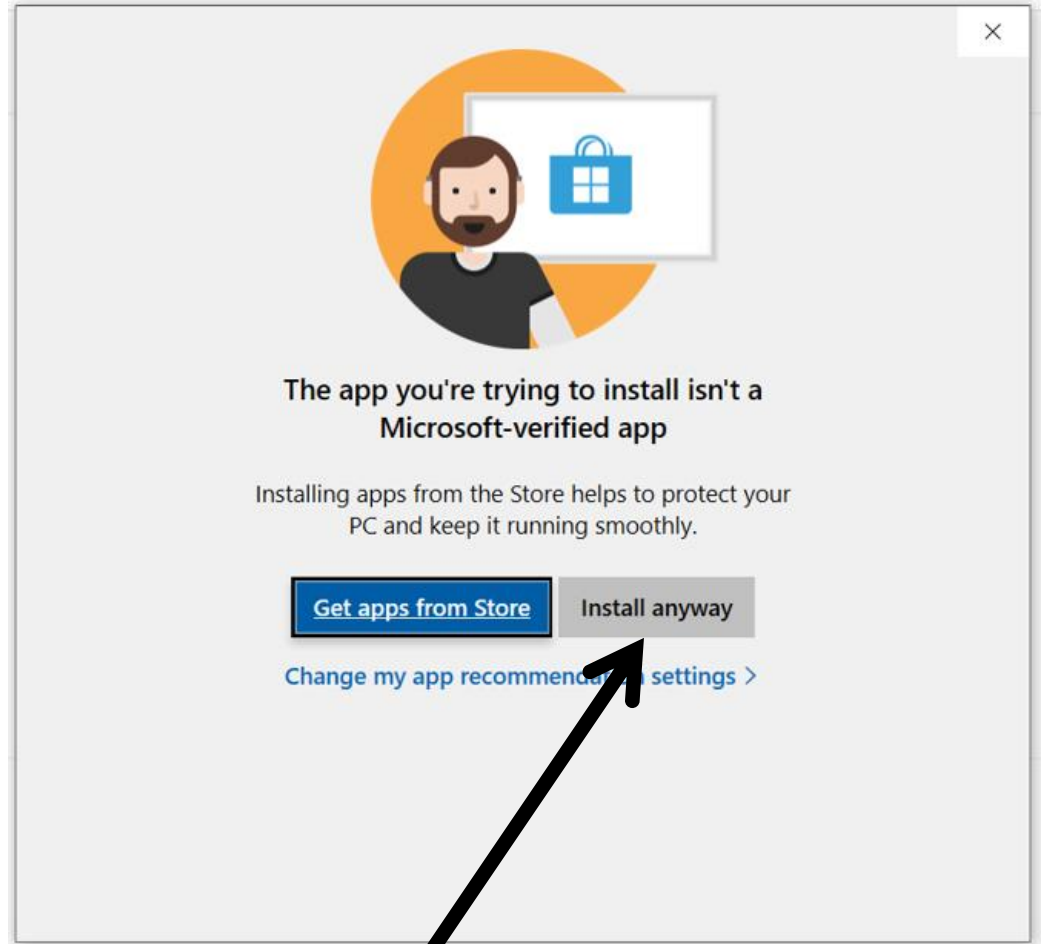 The app you're trying to install isn't a
Microsoft-verified app
Installing apps from the Store helps to protect your
PC and keep it running smoothly.
Get apps from Store
Install anyway
Change my app recommendation settings >